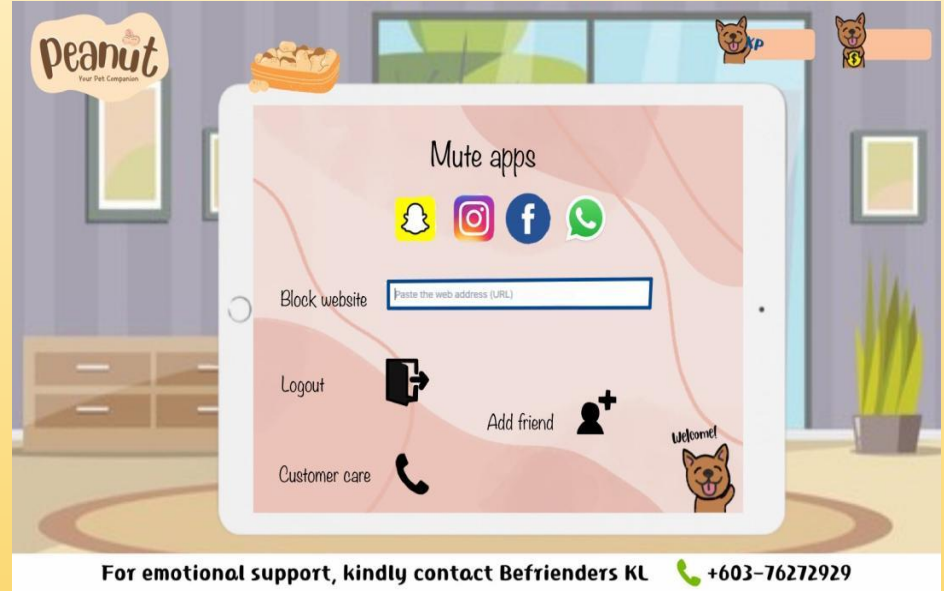 Peanut
Your Pet Companion
XP
$
Mute apps
Block website
Paste the web address (URL)
Logout
Add friend
Welcome!
Customer care
For emotional support, kindly contact Befrienders KL +603-76272929